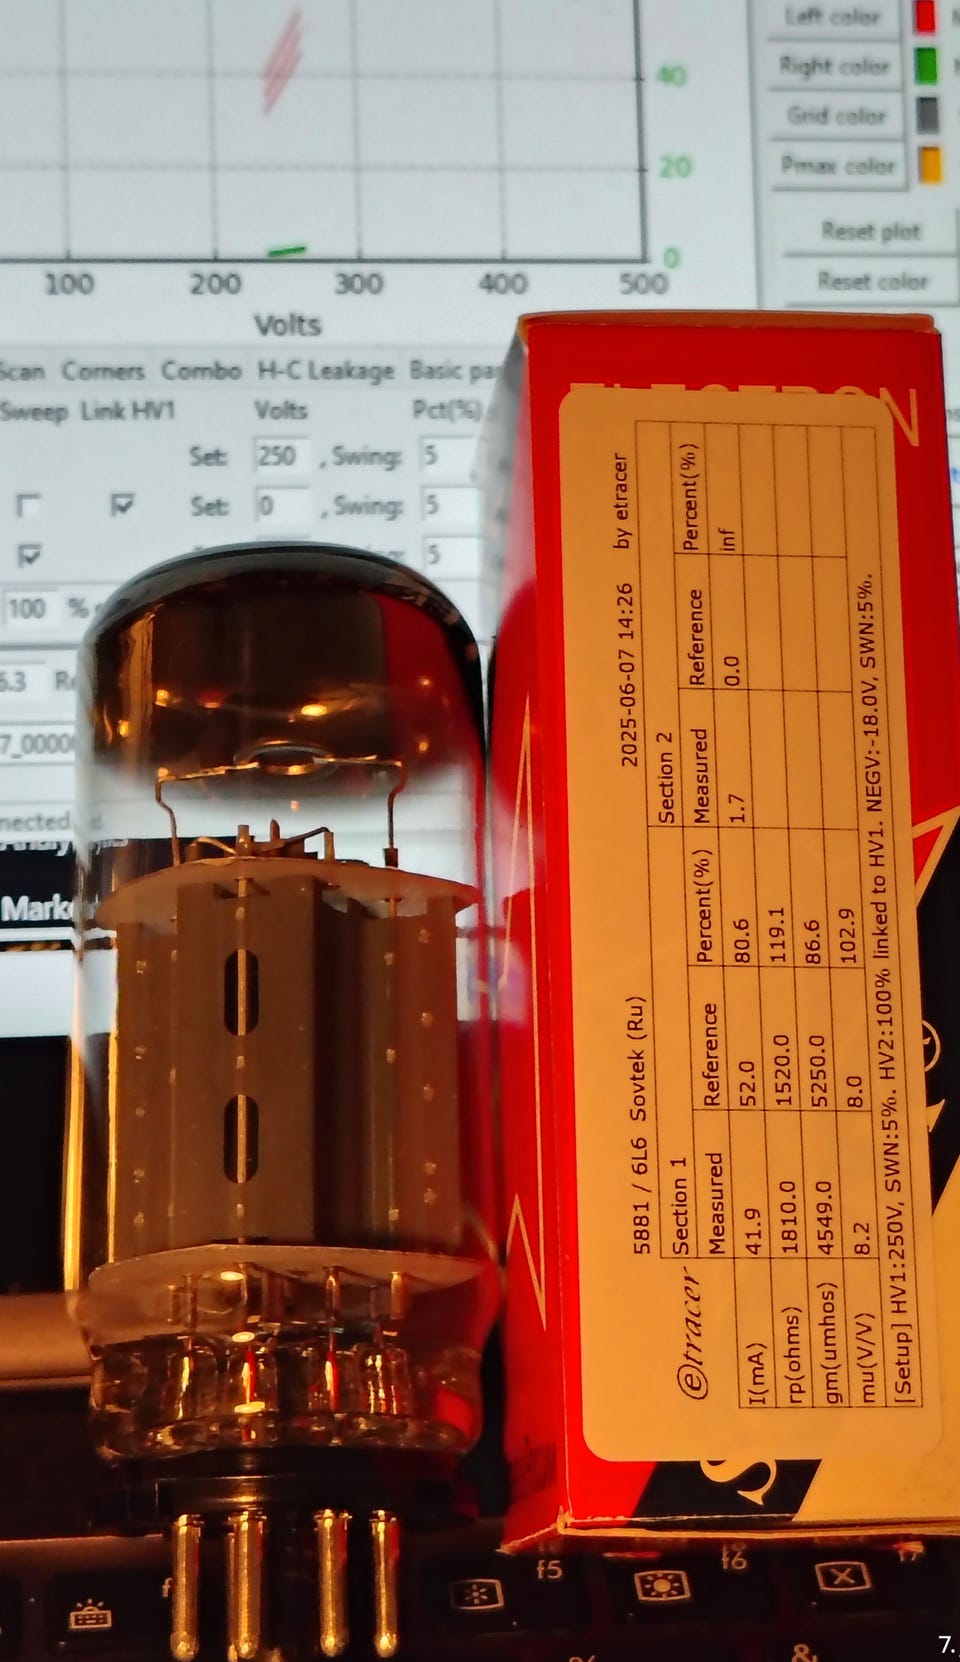 Left color
40
Right color
Grid color
20
Pmax color
0
Reset plot
100 200 300 400 500
Reset color
Volts
Scan Corners Combo H-C Leakage Basic
Sweep Link HV1 Volts Pct(%)
Set: 250 , Swing: 5
Set: 0 , Swing: 5
5
100 %
6.3
ELECTRON
5881 / 6L6 Sovtek (Ru) 2025-06-07 14:26 by etracer
etracer Section 1 Section 2
Measured Reference Percent(%) Measured Reference Percent(%)
I(mA) 41.9 52.0 80.6 1.7 0.0 inf
rp(ohms) 1810.0 1520.0 119.1
gm(umhos) 4549.0 5250.0 86.6
mu(V/V) 8.2 8.0 102.9
[Setup] HV1:250V, SWN:5%. HV2:100% linked to HV1. NEGV:-18.0V, SWN:5%.
S
f5
f6
f7
&
7.